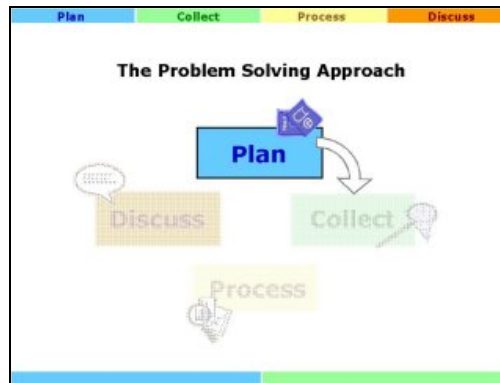 Plan Collect Process Discuss
The Problem Solving Approach
Plan
Discuss Collect
Process